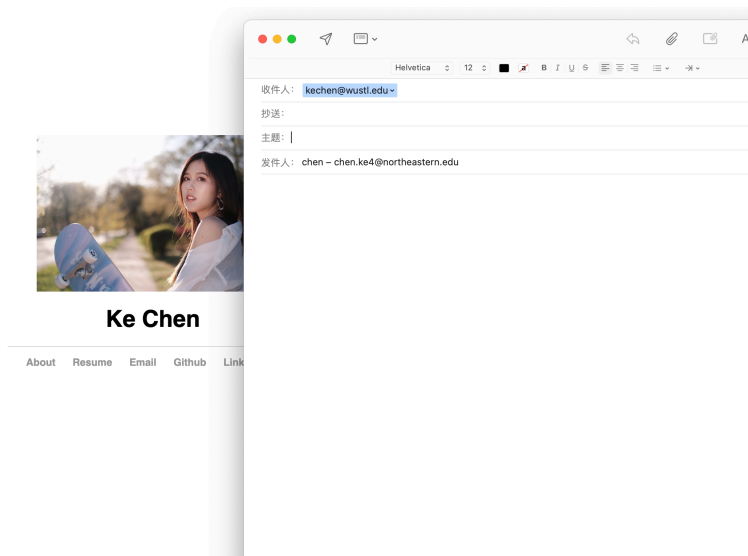 Helvetica
12
a
B I U S
收件人： kechen@wustl.edu
抄送：
主题：
发件人： chen – chen.ke4@northeastern.edu
Ke Chen
About Resume Email Github Link